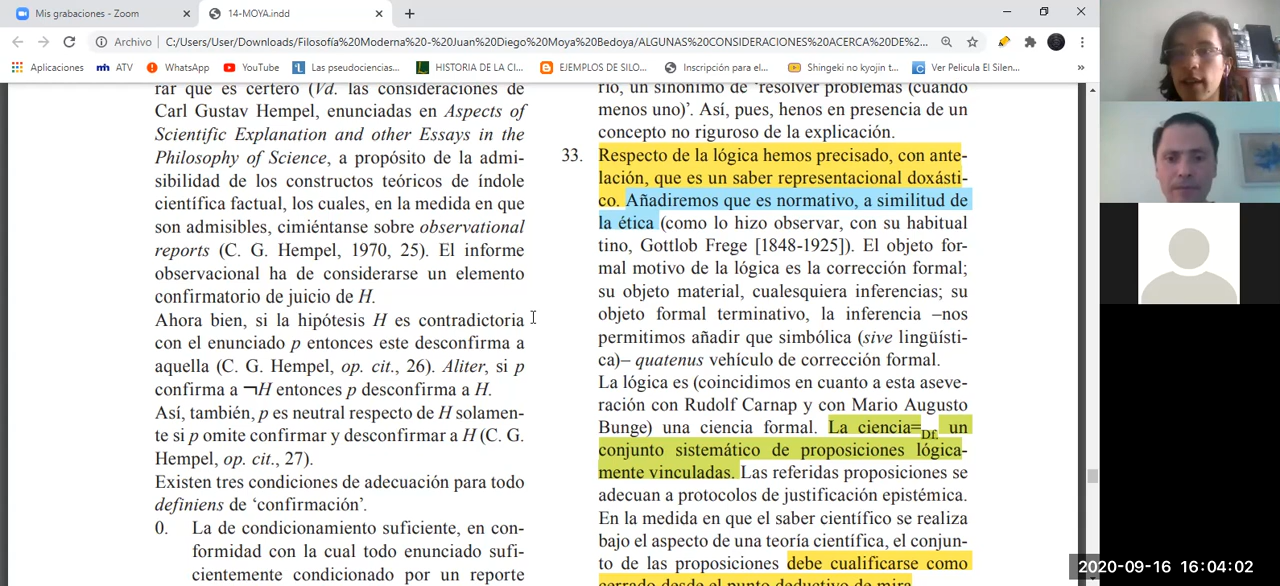 Mis grabaciones - Zoom
14-MOYA.indd
Archivo
C:/Users/User/Downloads/Filosofía%20Moderna%20-%20Juan%20Diego%20Moya%20Bedoya/ALGUNAS%20CONSIDERACIONES%20ACERCA%20DE%2...
Aplicaciones
mh ATV
WhatsApp
YouTube
Las pseudociencias...
HISTORIA DE LA CI...
EJEMPLOS DE SILO...
Inscripción para el...
Shingeki no kyojin t...
Ver Pelicula El Silen...
»
rar que es certero (Vd. las consideraciones de
Carl Gustav Hempel, enunciadas en Aspects of
Scientific Explanation and other Essays in the
Philosophy of Science, a propósito de la admi-
sibilidad de los constructos teóricos de índole
científica factual, los cuales, en la medida en que
son admisibles, cimiéntanse sobre observational
reports (C. G. Hempel, 1970, 25). El informe
observacional ha de considerarse un elemento
confirmatorio de juicio de H.
Ahora bien, si la hipótesis H es contradictoria
con el enunciado p entonces este desconfirma a
aquella (C. G. Hempel, op. cit., 26). Aliter, si p
confirma a ¬H entonces p desconfirma a H.
Así, también, p es neutral respecto de H solamen-
te si p omite confirmar y desconfirmar a H (C. G.
Hempel, op. cit., 27).
Existen tres condiciones de adecuación para todo
definiens de ‘confirmación’.
0. La de condicionamiento suficiente, en con-
formidad con la cual todo enunciado sufi-
cientemente condicionado por un reporte
rio, un sinónimo de ‘resolver problemas (cuando
menos uno)’. Así, pues, henos en presencia de un
concepto no riguroso de la explicación.
33. Respecto de la lógica hemos precisado, con ante-
lación, que es un saber representacional doxásti-
co. Añadiremos que es normativo, a similitud de
la ética (como lo hizo observar, con su habitual
tino, Gottlob Frege [1848-1925]). El objeto for-
mal motivo de la lógica es la corrección formal;
su objeto material, cualesquiera inferencias; su
objeto formal terminativo, la inferencia –nos
permitimos añadir que simbólica (sive lingüísti-
ca)– quatenus vehículo de corrección formal.
La lógica es (coincidimos en cuanto a esta aseve-
ración con Rudolf Carnap y con Mario Augusto
Bunge) una ciencia formal. La ciencia=Df. un
conjunto sistemático de proposiciones lógica-
mente vinculadas. Las referidas proposiciones se
adecuan a protocolos de justificación epistémica.
En la medida en que el saber científico se realiza
bajo el aspecto de una teoría científica, el conjun-
to de las proposiciones debe cualificarse como
cerrado desde el punto deductivo de mira
2020-09-16 16:04:02